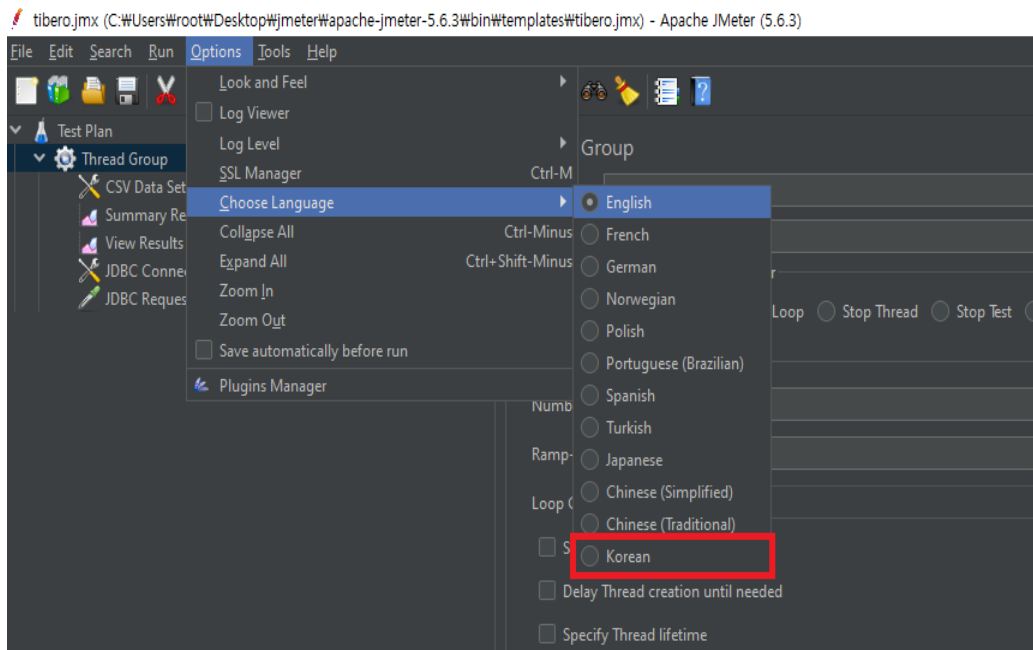 tibero.jmx (C:₩Users₩root₩Desktop₩jmeter₩apache-jmeter-5.6.3₩bin₩templates₩tibero.jmx) - Apache JMeter (5.6.3)
File Edit Search Run Options Tools Help
Look and Feel
Log Viewer
Log Level
SSL Manager Ctrl-M
Choose Language
Collapse All Ctrl-Minus
Expand All Ctrl+Shift-Minus
Zoom In
Zoom Out
Save automatically before run
Plugins Manager
Test Plan
Thread Group
CSV Data Set
Summary Re
View Results
JDBC Conne
JDBC Reques
English
French
German
Norwegian
Polish
Portuguese (Brazilian)
Spanish
Turkish
Japanese
Chinese (Simplified)
Chinese (Traditional)
Korean
Group
r
Loop Stop Thread Stop Test
Numb
Ramp-
Loop C
S
Delay Thread creation until needed
Specify Thread lifetime